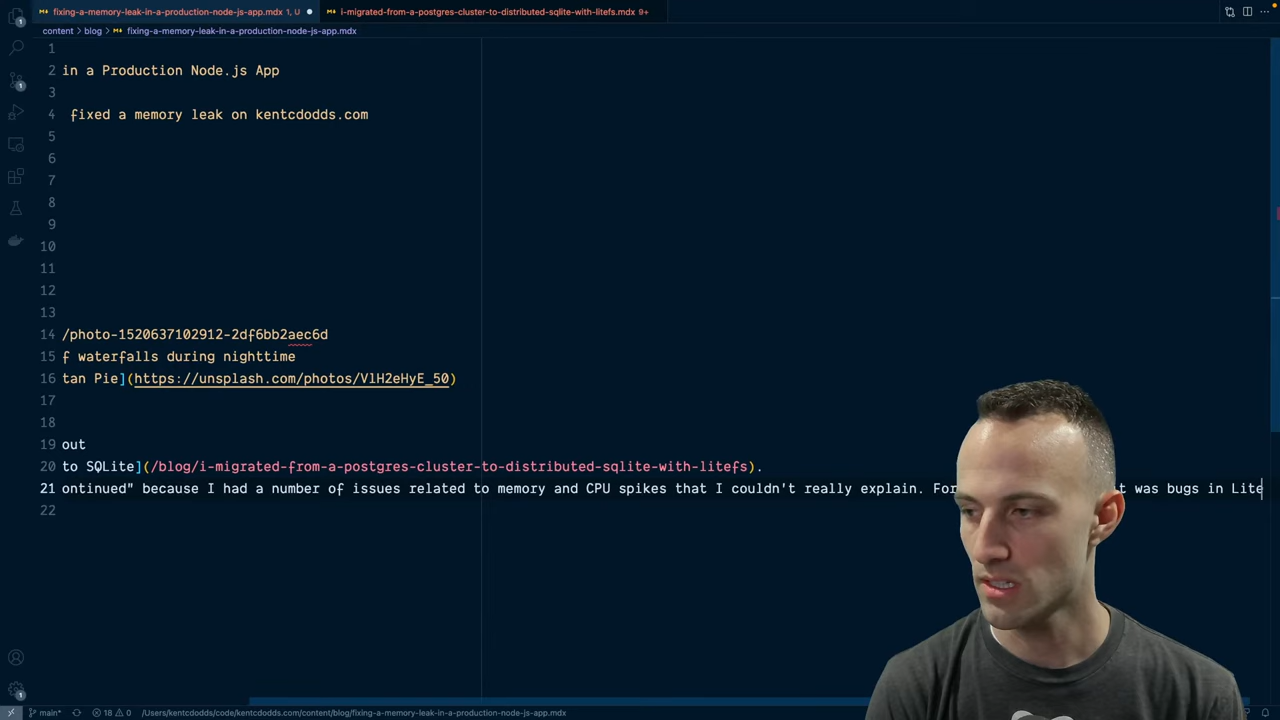 fixing-a-memory-leak-in-a-production-node-js-app.mdx 1, U
i-migrated-from-a-postgres-cluster-to-distributed-sqlite-with-litefs.mdx 9+
content > blog > fixing-a-memory-leak-in-a-production-node-js-app.mdx
1
2 in a Production Node.js App
3
4 fixed a memory leak on kentcdodds.com
5
6
7
8
9
10
11
12
13
14 /photo-1520637102912-2df6bb2aec6d
15 f waterfalls during nighttime
16 tan Pie](https://unsplash.com/photos/VlH2eHyE_50)
17
18
19 out
20 to SQLite](/blog/i-migrated-from-a-postgres-cluster-to-distributed-sqlite-with-litefs).
21 ontinued" because I had a number of issues related to memory and CPU spikes that I couldn't really explain. For t was bugs in Lite
22
main* 18 0 /Users/kentcdodds/code/kentcdodds.com/content/blog/fixing-a-memory-leak-in-a-production-node-js-app.mdx